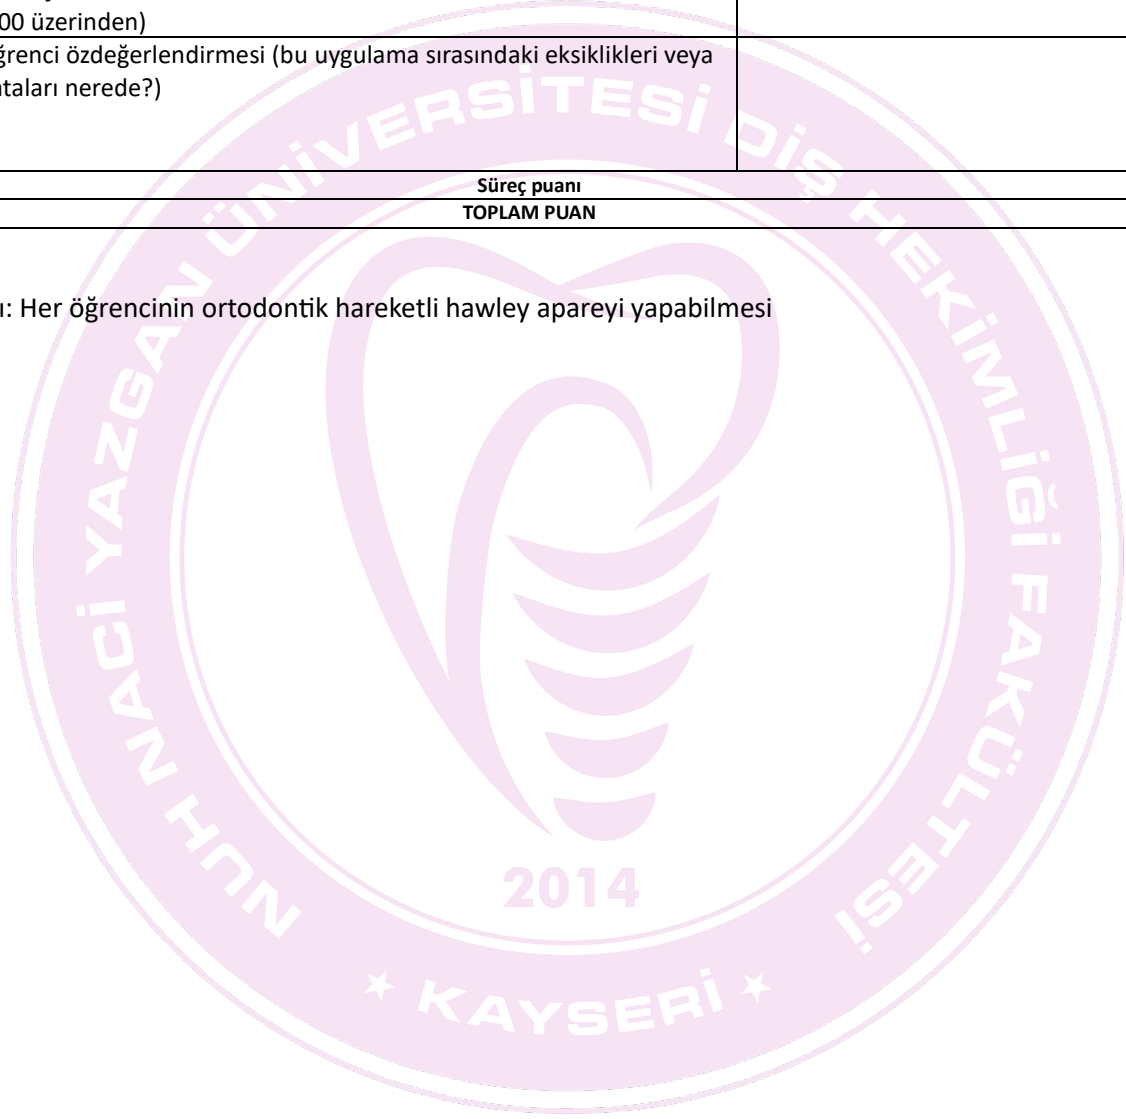 00 üzerinden)
ğrenci özdeğerlendirmesi (bu uygulama sırasındaki eksiklikleri veya
ataları nerede?)
Süreç puanı
TOPLAM PUAN
ı: Her öğrencinin ortodontik hareketli hawley apareyi yapabilmesi
NUH NACİ YAZGAN ÜNİVERSİTESİ DİŞ HEKİMLİĞİ FAKÜLTESİ
2014
★ KAYSERİ ★